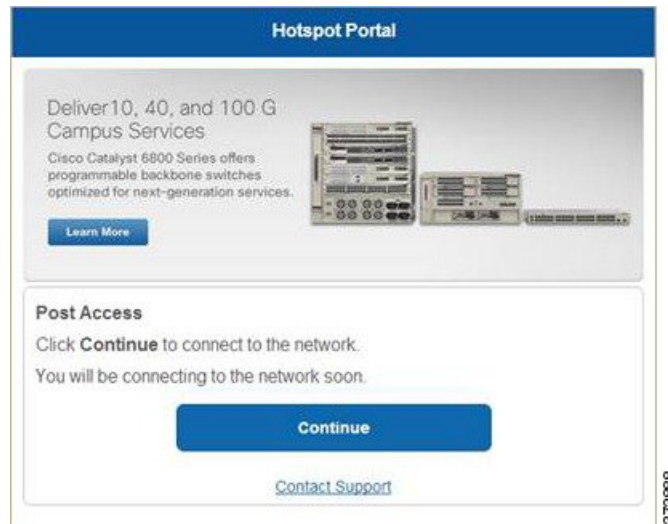 Hotspot Portal
Deliver10, 40, and 100 G
Campus Services
Cisco Catalyst 6800 Series offers
programmable backbone switches
optimized for next-generation services.
Learn More
Post Access
Click Continue to connect to the network.
You will be connecting to the network soon.
Continue
Contact Support